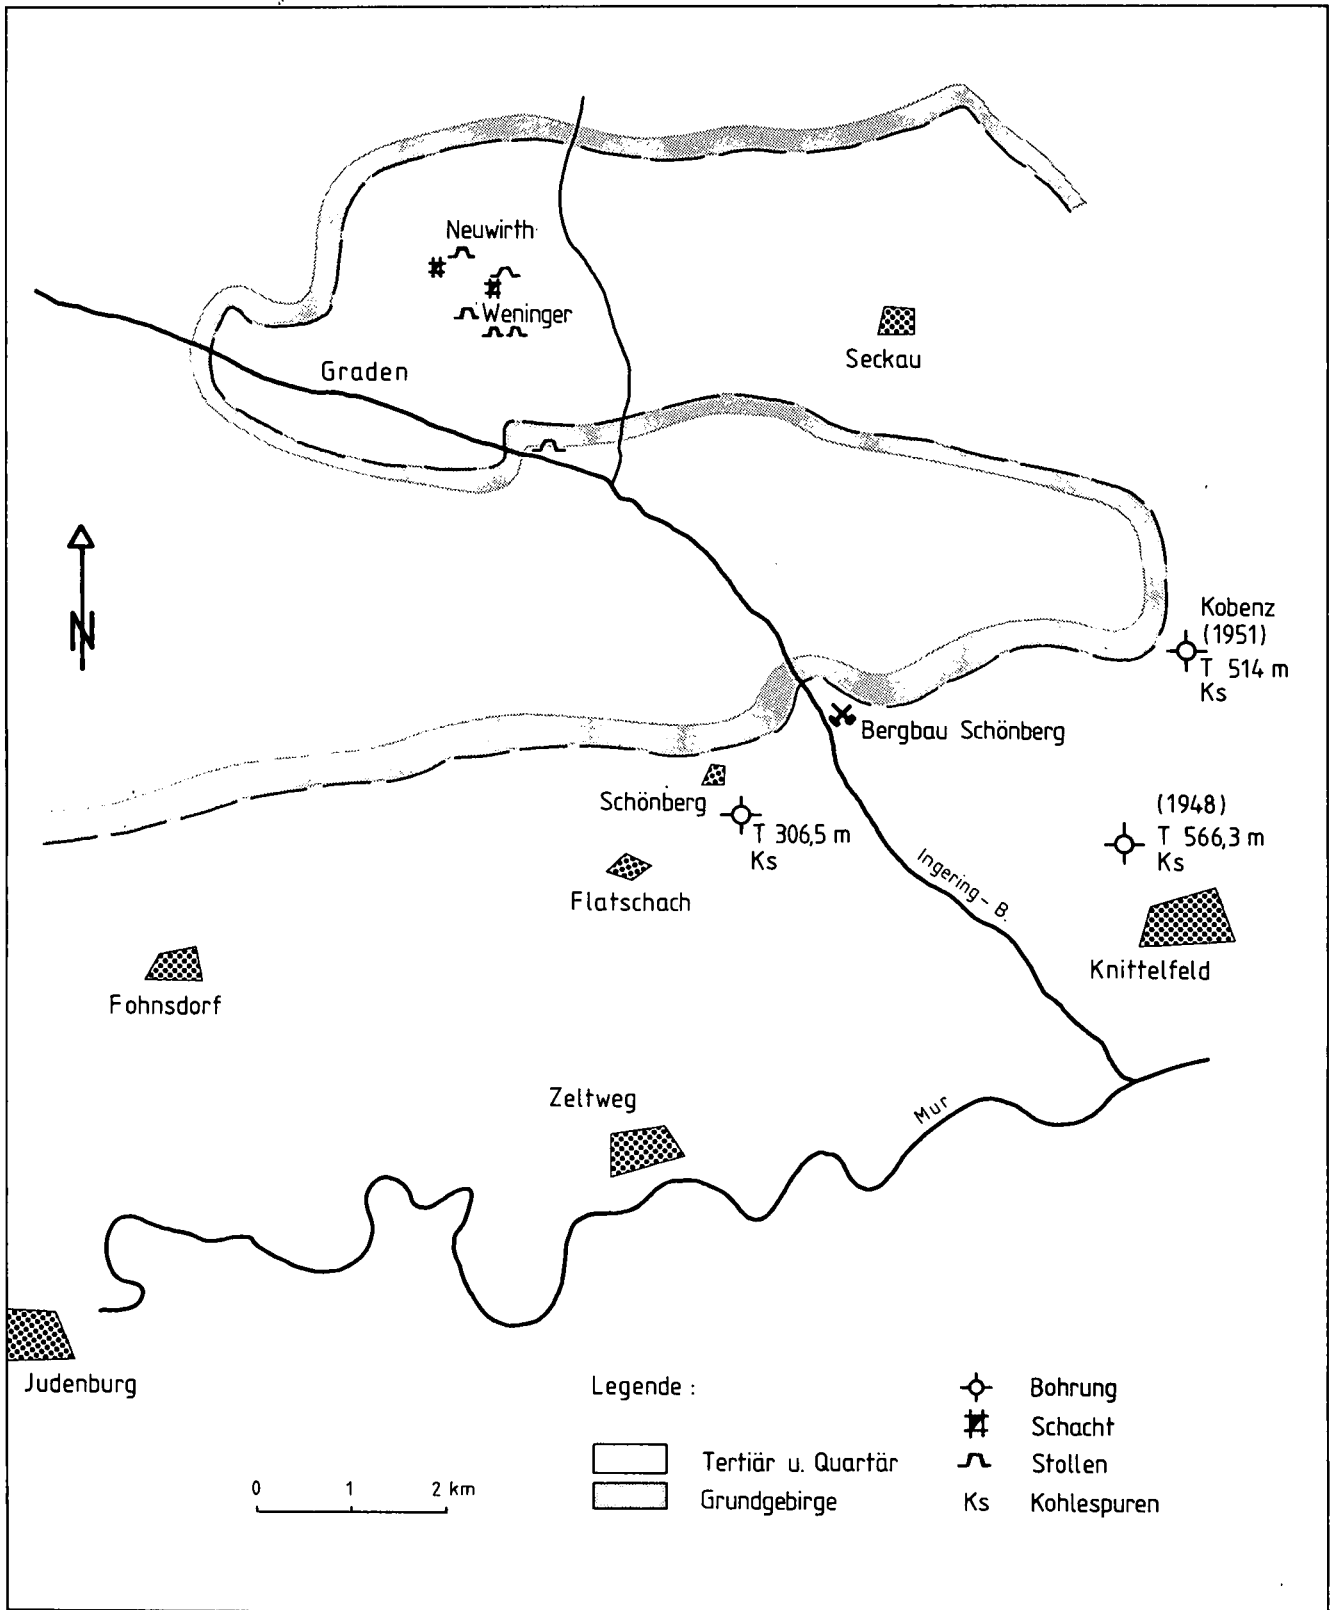 Neuwirth
Weninger
Graden
Seckau
N
Kobenz
(1951)
T 514 m
Ks
Bergbau Schönberg
Schönberg
T 306,5 m
Ks
(1948)
T 566,3 m
Ks
Flatschach
Ingering - B.
Knittelfeld
Fohnsdorf
Zeltweg
Mur
Judenburg
Legende :
Bohrung
Schacht
Tertiär u. Quartär
Stollen
Grundgebirge
Ks Kohlespuren
0 1 2 km